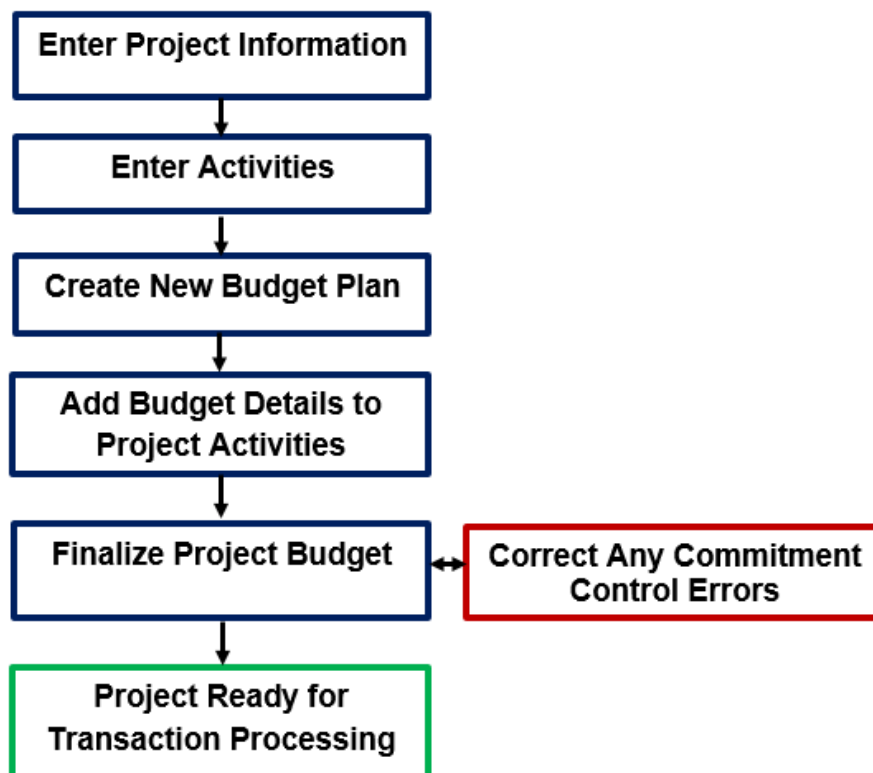 Enter Project Information
Enter Activities
Create New Budget Plan
Add Budget Details to
Project Activities
Finalize Project Budget
Correct Any Commitment
Control Errors
Project Ready for
Transaction Processing